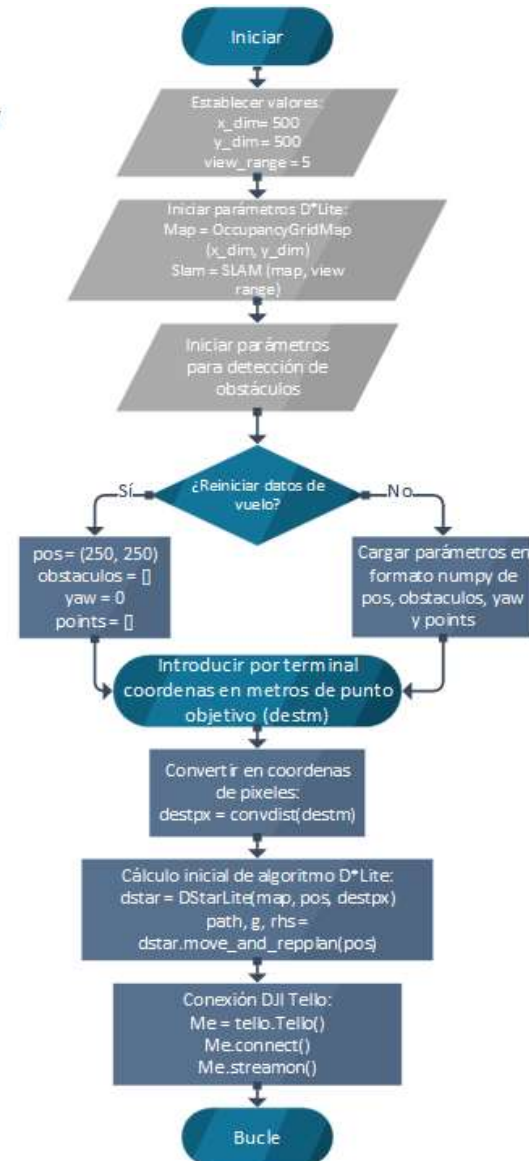 Iniciar
Establecer valores:
x_dim= 500
y_dim= 500
view_range = 5
Iniciar parámetros D*Lite:
Map = OccupancyGridMap
(x_dim, y_dim)
Slam = SLAM (map, view
range)
Iniciar parámetros
para detección de
obstáculos
¿Reiniciar datos de
vuelo?
Sí
No
pos = (250, 250)
obstaculos = []
yaw = 0
points = []
Cargar parámetros en
formato numpy de
pos, obstaculos, yaw
y points
Introducir por terminal
coordenas en metros de punto
objetivo (destm)
Convertir en coordenas
de pixeles:
destpx = convdist(destm)
Cálculo inicial de algoritmo D*Lite:
dstar = DStarLite(map, pos, destpx)
path, g, rhs =
dstar.move_and_repplan(pos)
Conexión DJI Tello:
Me = tello.Tello()
Me.connect()
Me.streamon()
Bucle